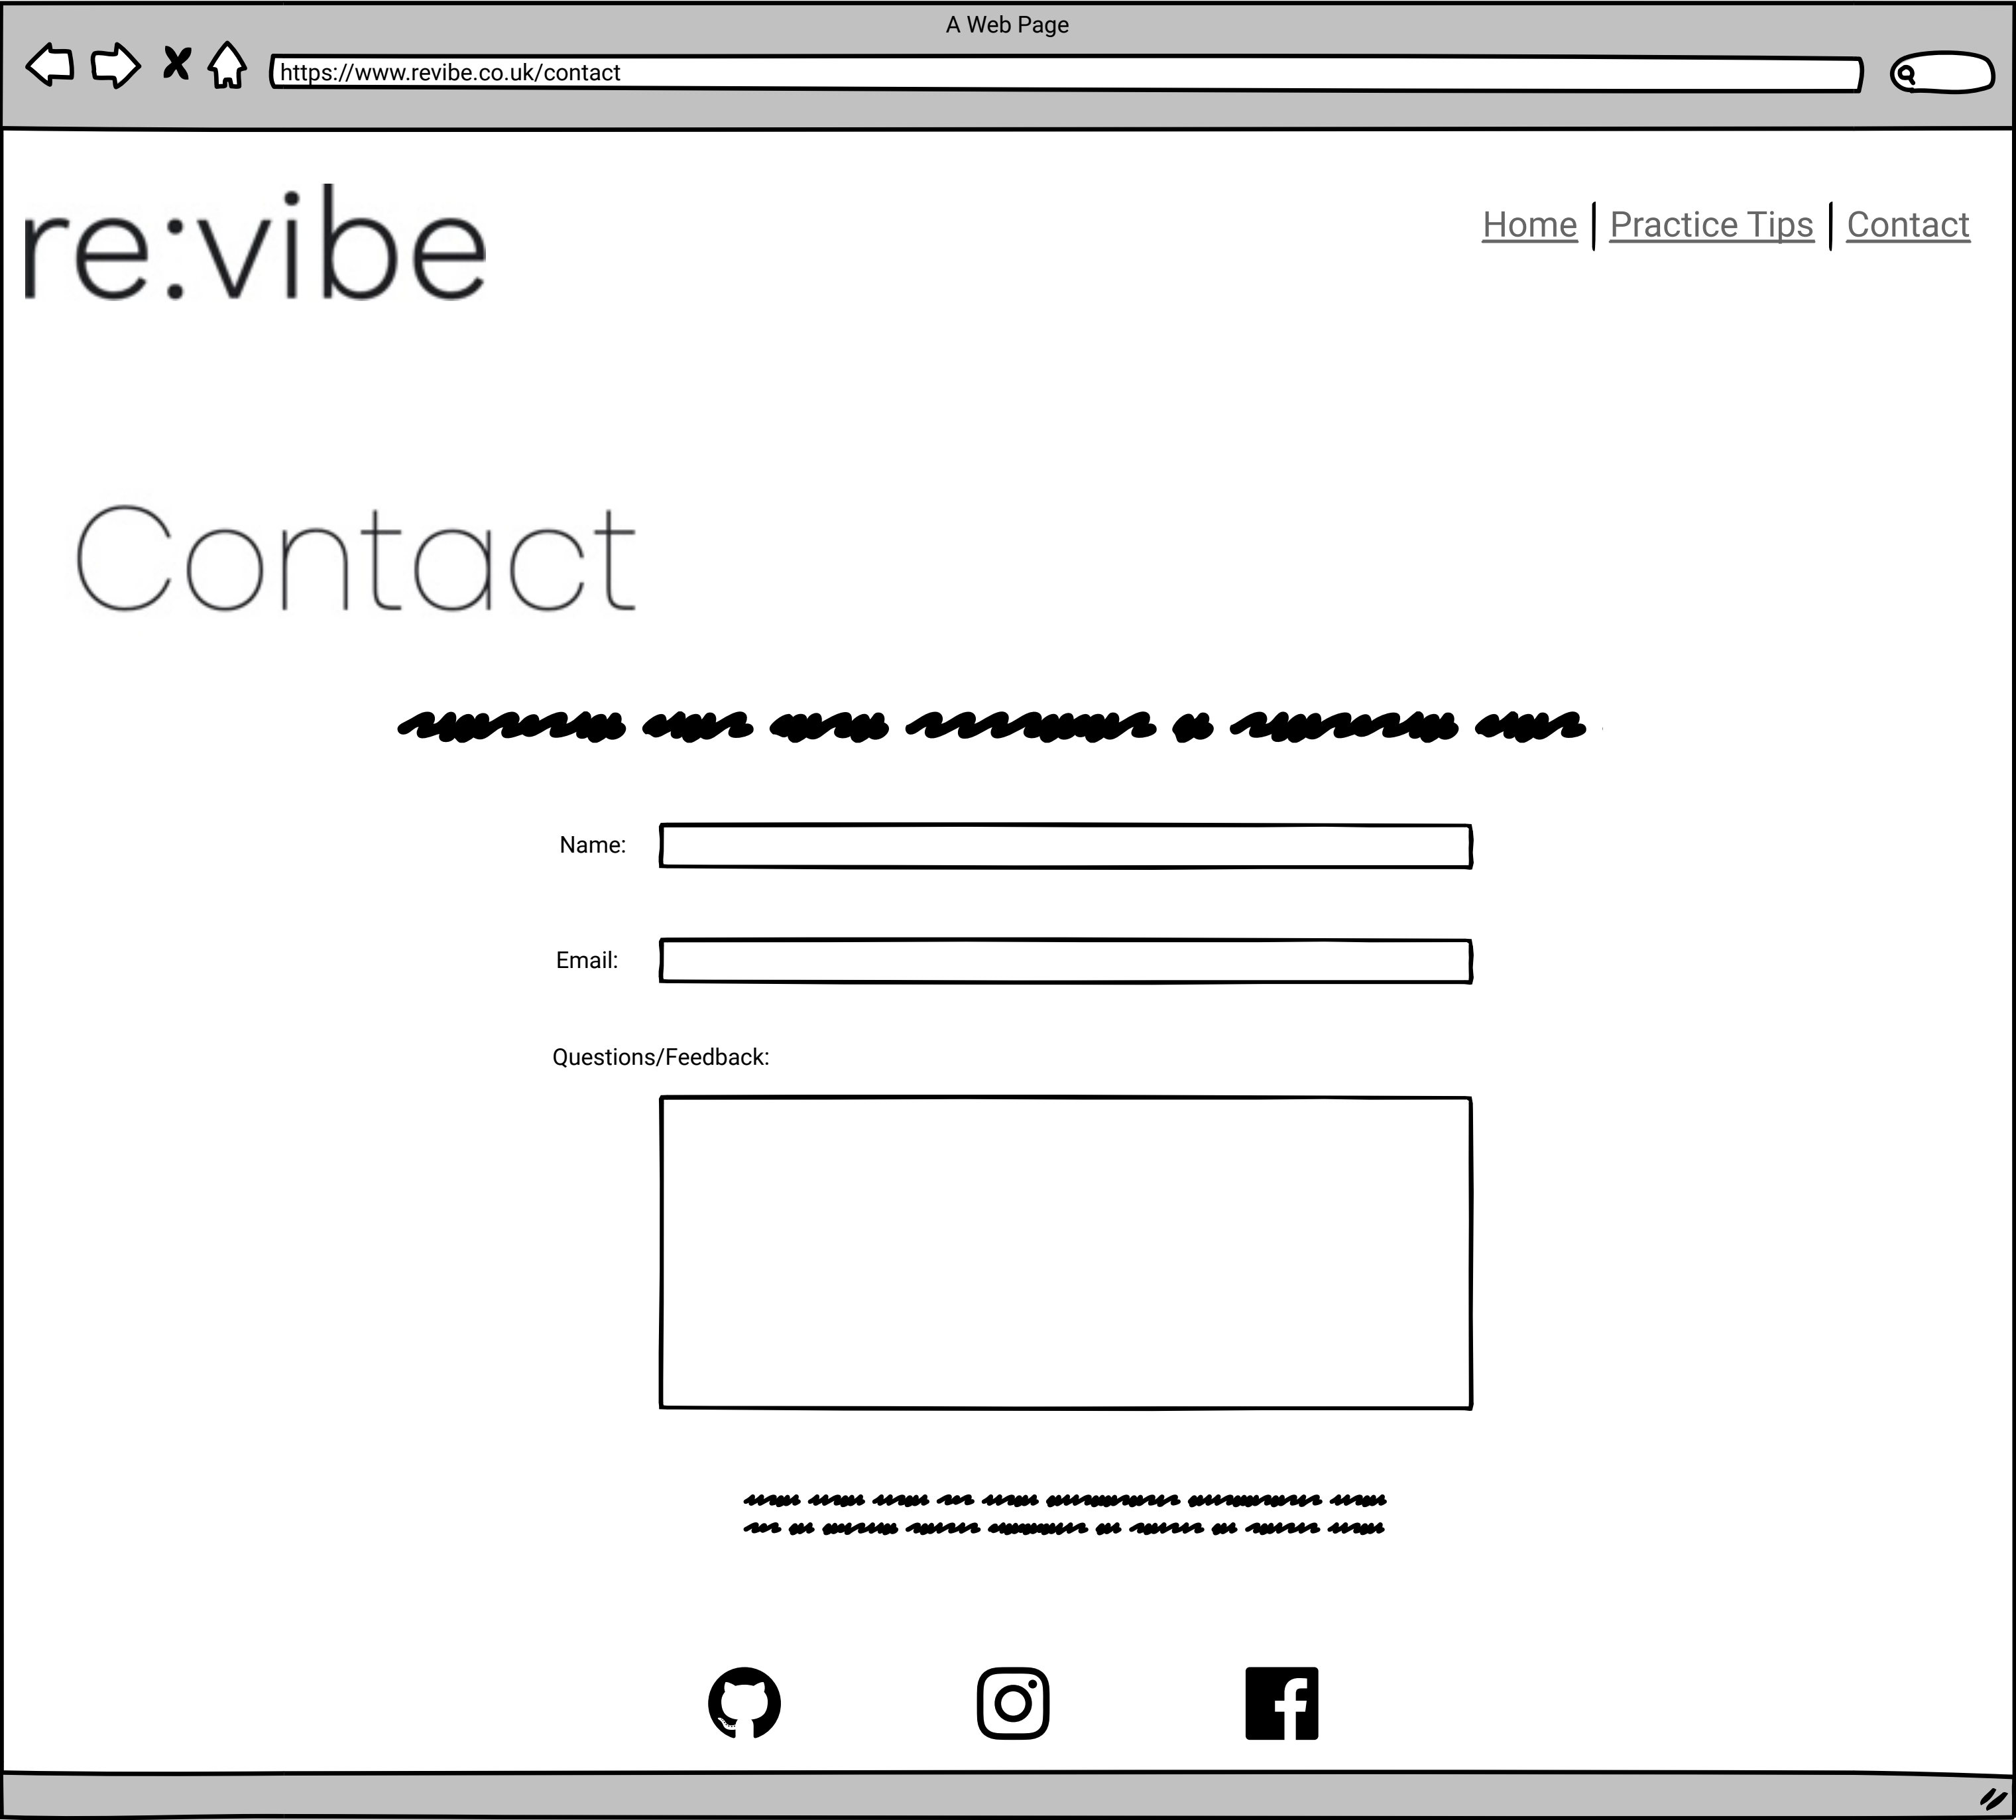 A Web Page
https://www.revibe.co.uk/contact
re:vibe
Home | Practice Tips | Contact
Contact
Name:
Email:
Questions/Feedback: